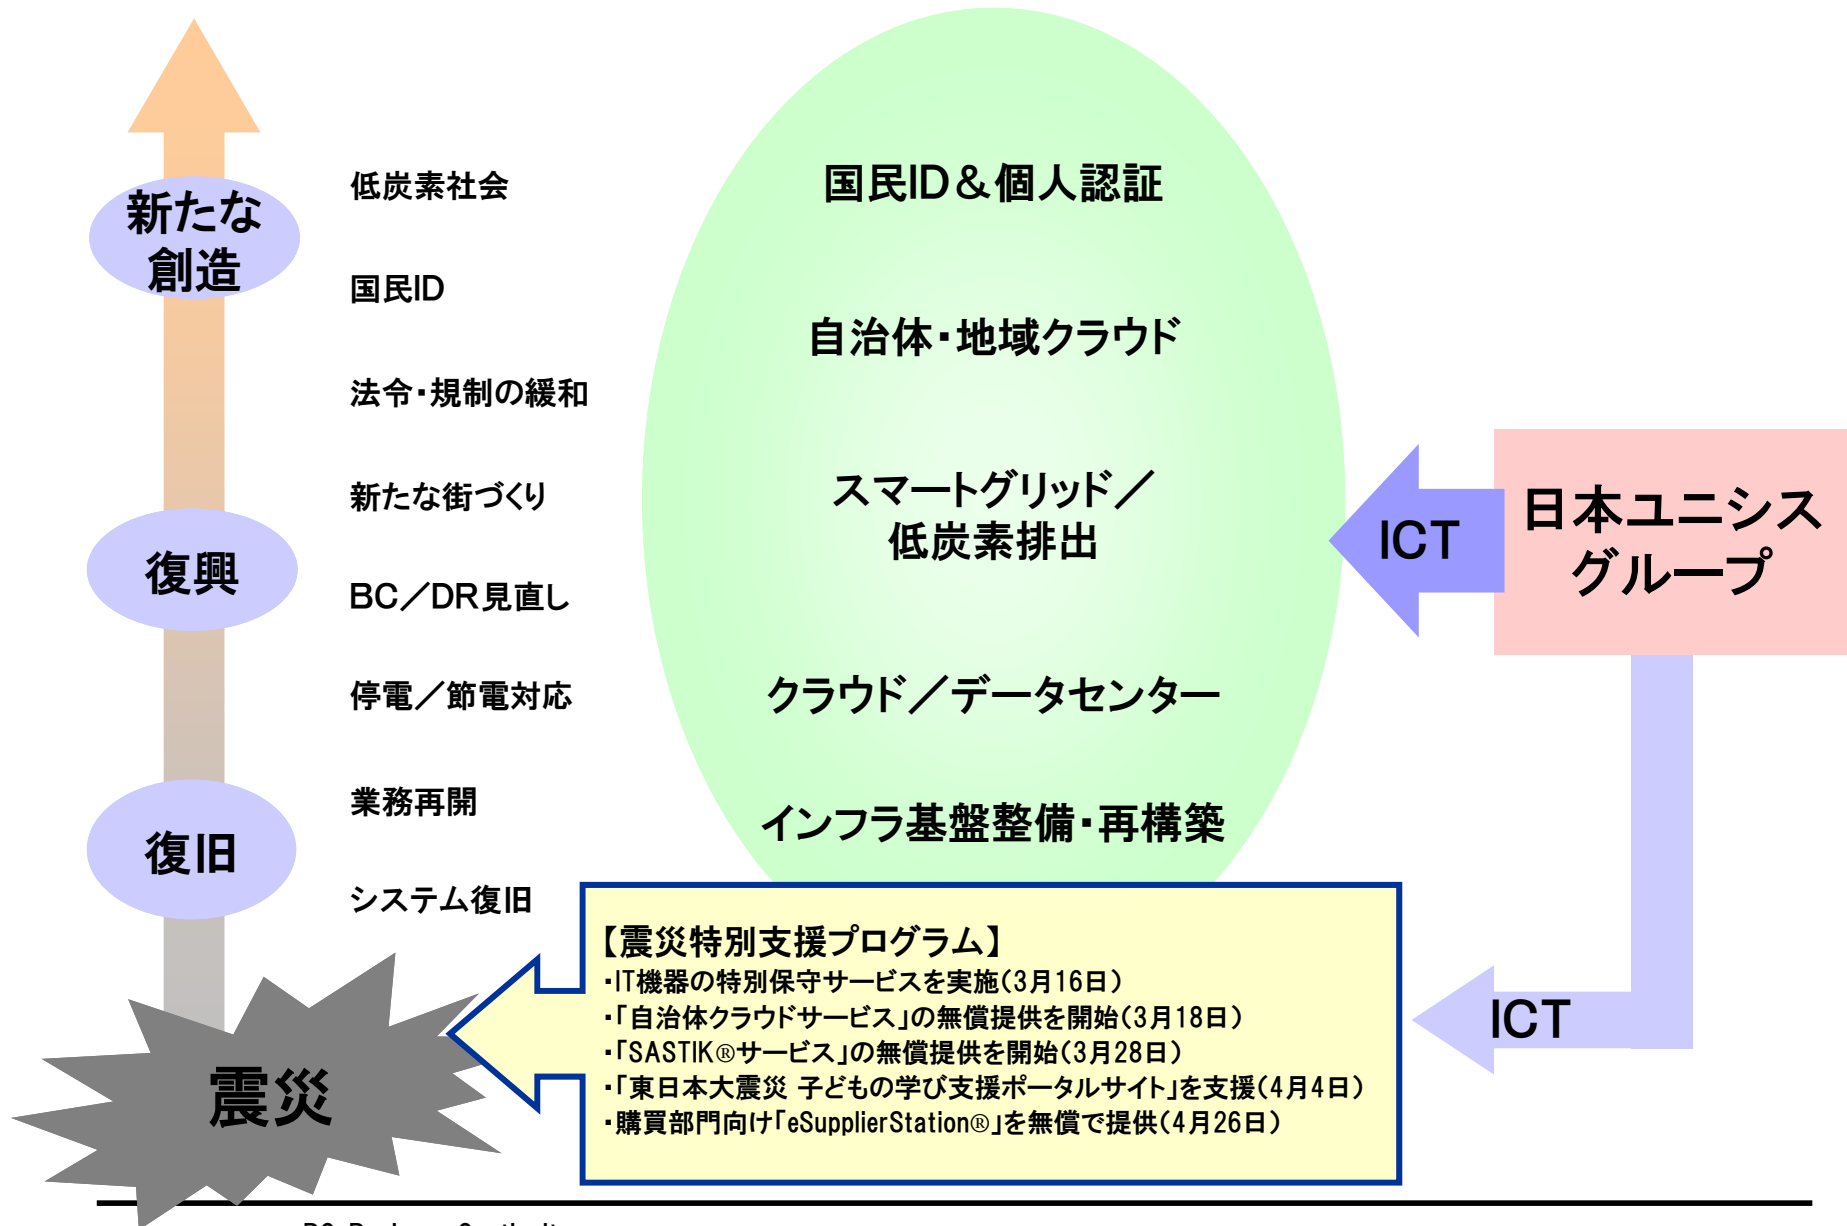 新たな
創造
復興
復旧
震災
低炭素社会
国民ID
法令・規制の緩和
新たな街づくり
BC／DR見直し
停電／節電対応
業務再開
システム復旧
国民ID＆個人認証
自治体・地域クラウド
スマートグリッド／
低炭素排出
クラウド／データセンター
インフラ基盤整備・再構築
ICT
日本ユニシス
グループ
ICT
【震災特別支援プログラム】
・IT機器の特別保守サービスを実施（3月16日）
・「自治体クラウドサービス」の無償提供を開始（3月18日）
・「SASTIK®サービス」の無償提供を開始（3月28日）
・「東日本大震災 子どもの学び支援ポータルサイト」を支援（4月4日）
・購買部門向け「eSupplierStation®」を無償で提供（4月26日）